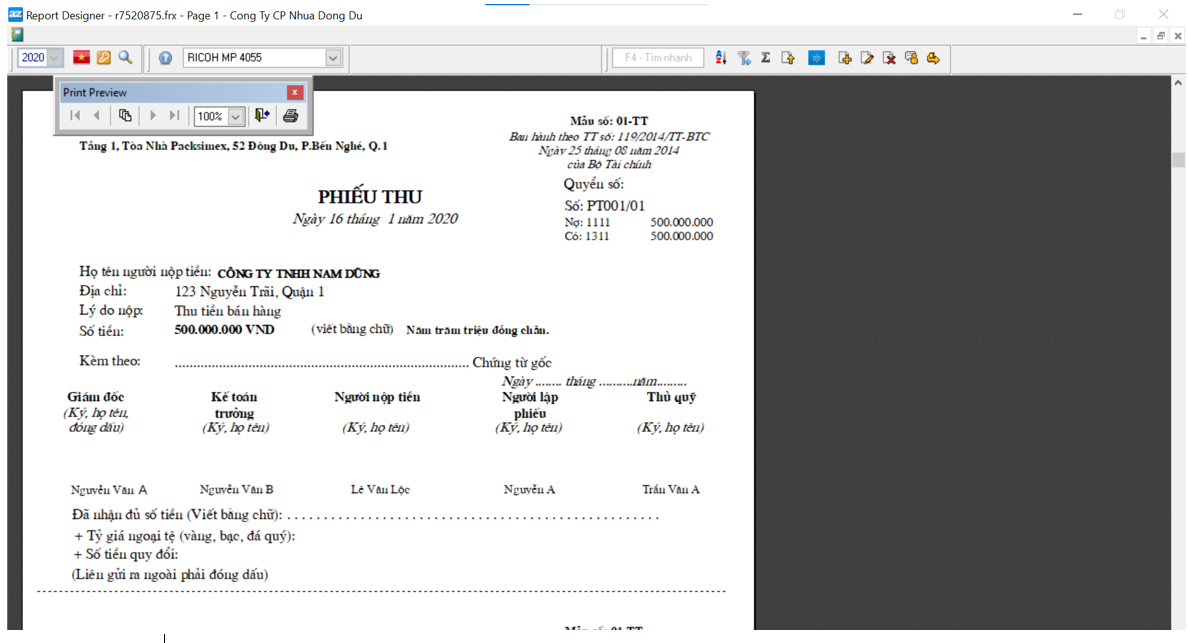 Report Designer - r7520875.frx - Page 1 - Cong Ty CP Nhua Dong Du
2020
RICOH MP 4055
F4 - Tìm nhanh
Print Preview
100%
Mẫu số: 01-TT
Ban hành theo TT số: 119/2014/TT-BTC
Ngày 25 tháng 08 năm 2014
của Bộ Tài chính
Tầng 1, Tòa Nhà Packsimex, 52 Đông Du, P.Bến Nghé, Q.1
Quyển số:
PHIẾU THU
Số: PT001/01
Ngày 16 tháng 1 năm 2020
Nợ: 1111 500.000.000
Có: 1311 500.000.000
Họ tên người nộp tiền: CÔNG TY TNHH NAM DŨNG
Địa chỉ: 123 Nguyễn Trãi, Quận 1
Lý do nộp: Thu tiền bán hàng
Số tiền: 500.000.000 VND (viết bằng chữ) Năm trăm triệu đồng chẵn.
Kèm theo: ................................................................................. Chứng từ gốc
Ngày ........ tháng ..........năm.........
Giám đốc Kế toán trưởng Người nộp tiền Người lập phiếu Thủ quỹ
(Ký, họ tên, đóng dấu) (Ký, họ tên) (Ký, họ tên) (Ký, họ tên) (Ký, họ tên)
Nguyễn Văn A Nguyễn Văn B Lê Văn Lộc Nguyễn A Trần Văn A
Đã nhận đủ số tiền (Viết bằng chữ): . . . . . . . . . . . . . . . . . . . . . . . . . . . . . . . . . . . . . . . . . . . . . . . . . . .
+ Tỷ giá ngoại tệ (vàng, bạc, đá quý):
+ Số tiền quy đổi:
(Liên gửi ra ngoài phải đóng dấu)
Mẫu số: 01-TT